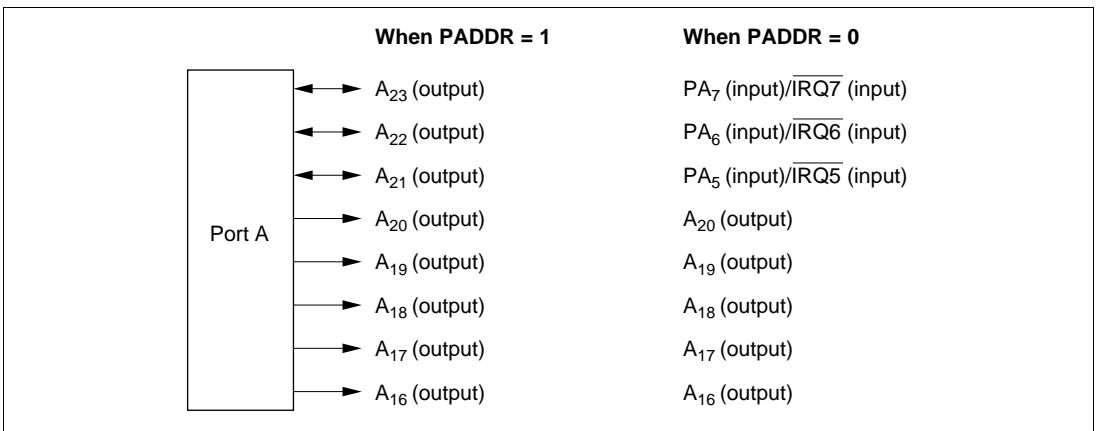 When PADDR = 1 When PADDR = 0
A23 (output) PA7 (input)/IRQ7 (input)
A22 (output) PA6 (input)/IRQ6 (input)
A21 (output) PA5 (input)/IRQ5 (input)
A20 (output) A20 (output)
Port A
A19 (output) A19 (output)
A18 (output) A18 (output)
A17 (output) A17 (output)
A16 (output) A16 (output)